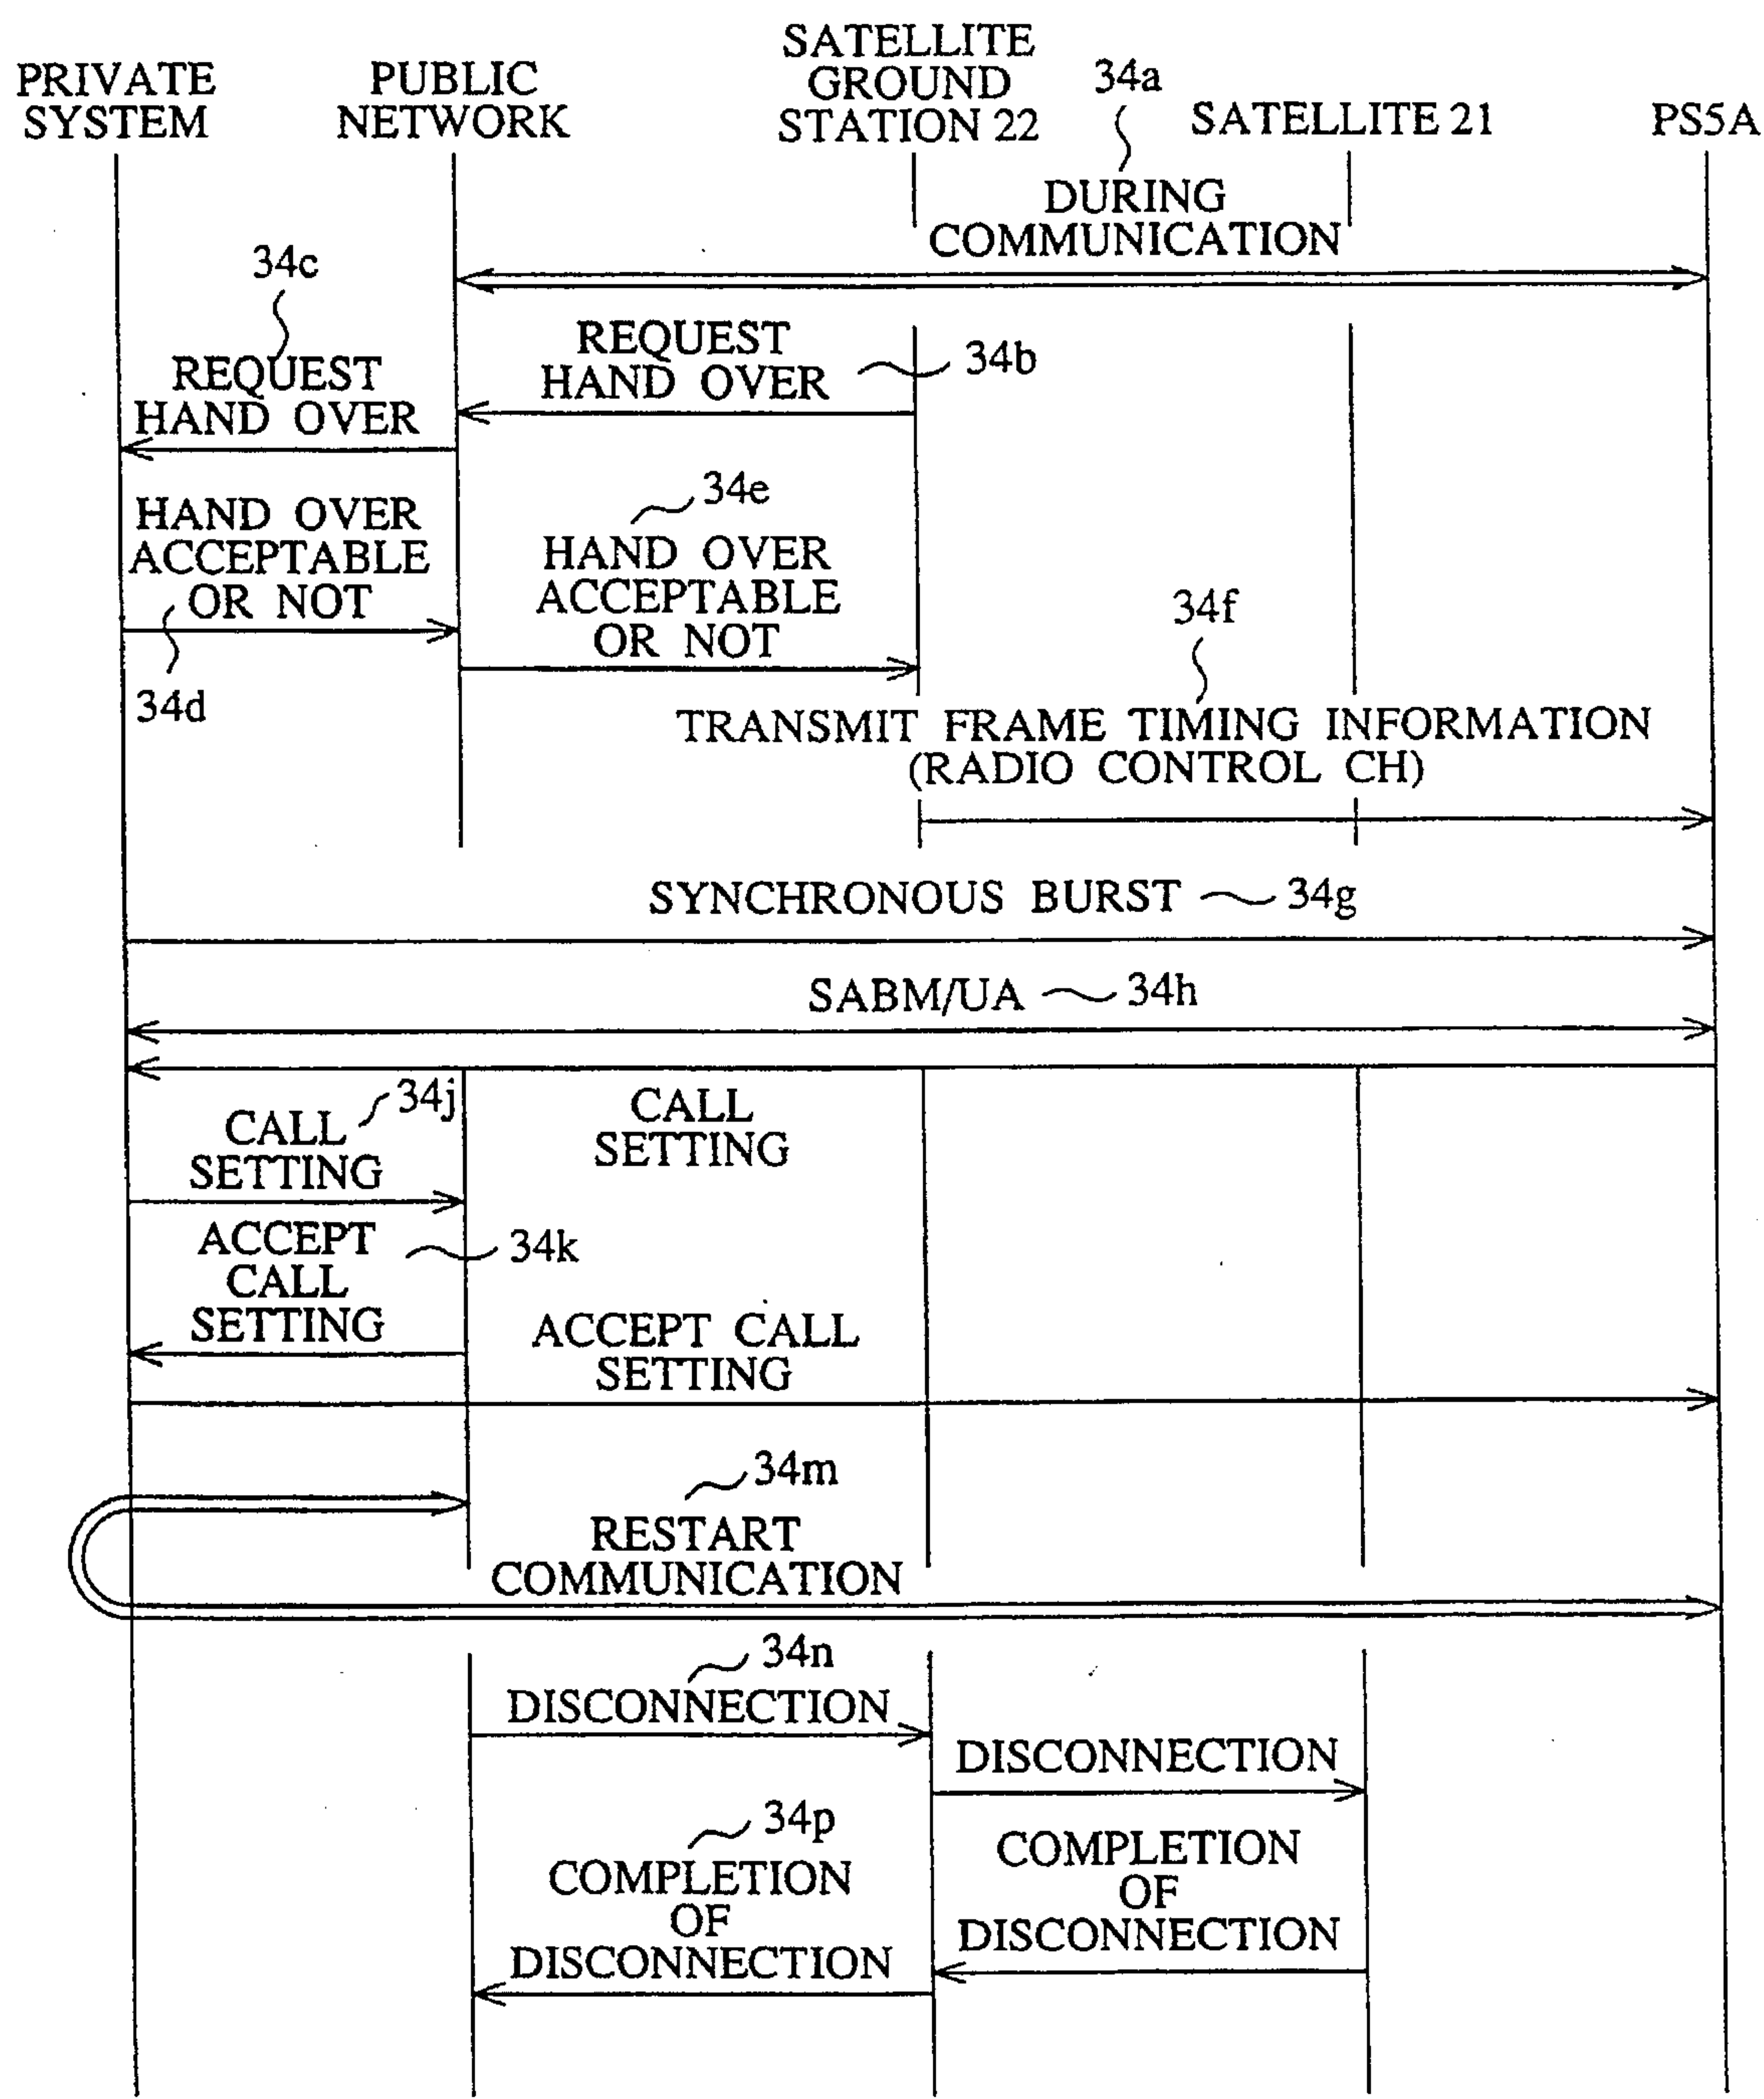 PRIVATE
SYSTEM
PUBLIC
NETWORK
SATELLITE
GROUND
STATION 22
34a
SATELLITE 21
PS5A
DURING
COMMUNICATION
34c
REQUEST
HAND OVER
34b
REQUEST
HAND OVER
34e
HAND OVER
ACCEPTABLE
OR NOT
34d
HAND OVER
ACCEPTABLE
OR NOT
34f
TRANSMIT FRAME TIMING INFORMATION
(RADIO CONTROL CH)
SYNCHRONOUS BURST 34g
SABM/UA 34h
34j
CALL
SETTING
CALL
SETTING
ACCEPT
CALL
SETTING
34k
ACCEPT CALL
SETTING
34m
RESTART
COMMUNICATION
34n
DISCONNECTION
DISCONNECTION
34p
COMPLETION
OF
DISCONNECTION
COMPLETION
OF
DISCONNECTION